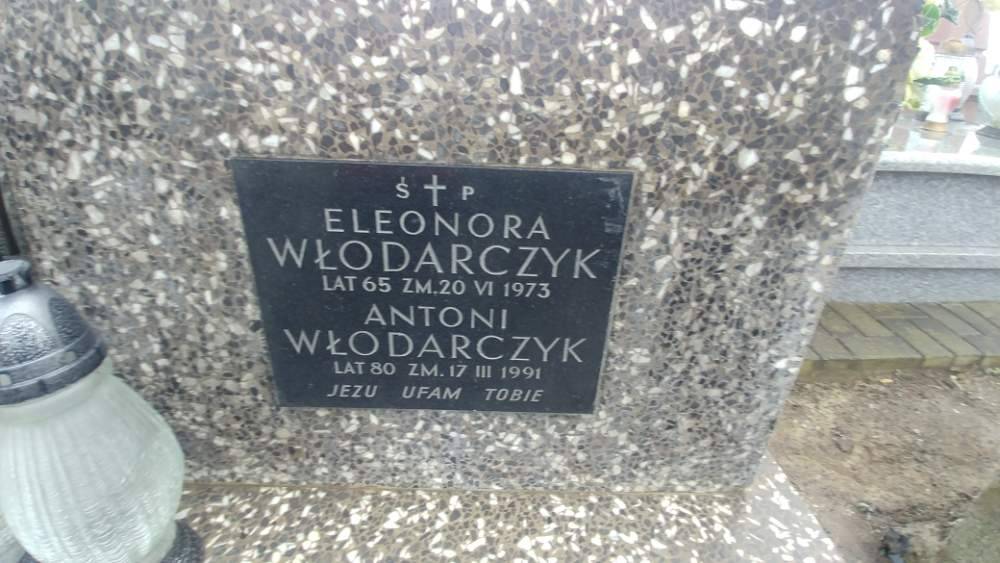 Ś † P
ELEONORA
WŁODARCZYK
LAT 65 ZM. 20 VI 1973
ANTONI
WŁODARCZYK
LAT 80 ZM. 17 III 1991
JEZU UFAM TOBIE